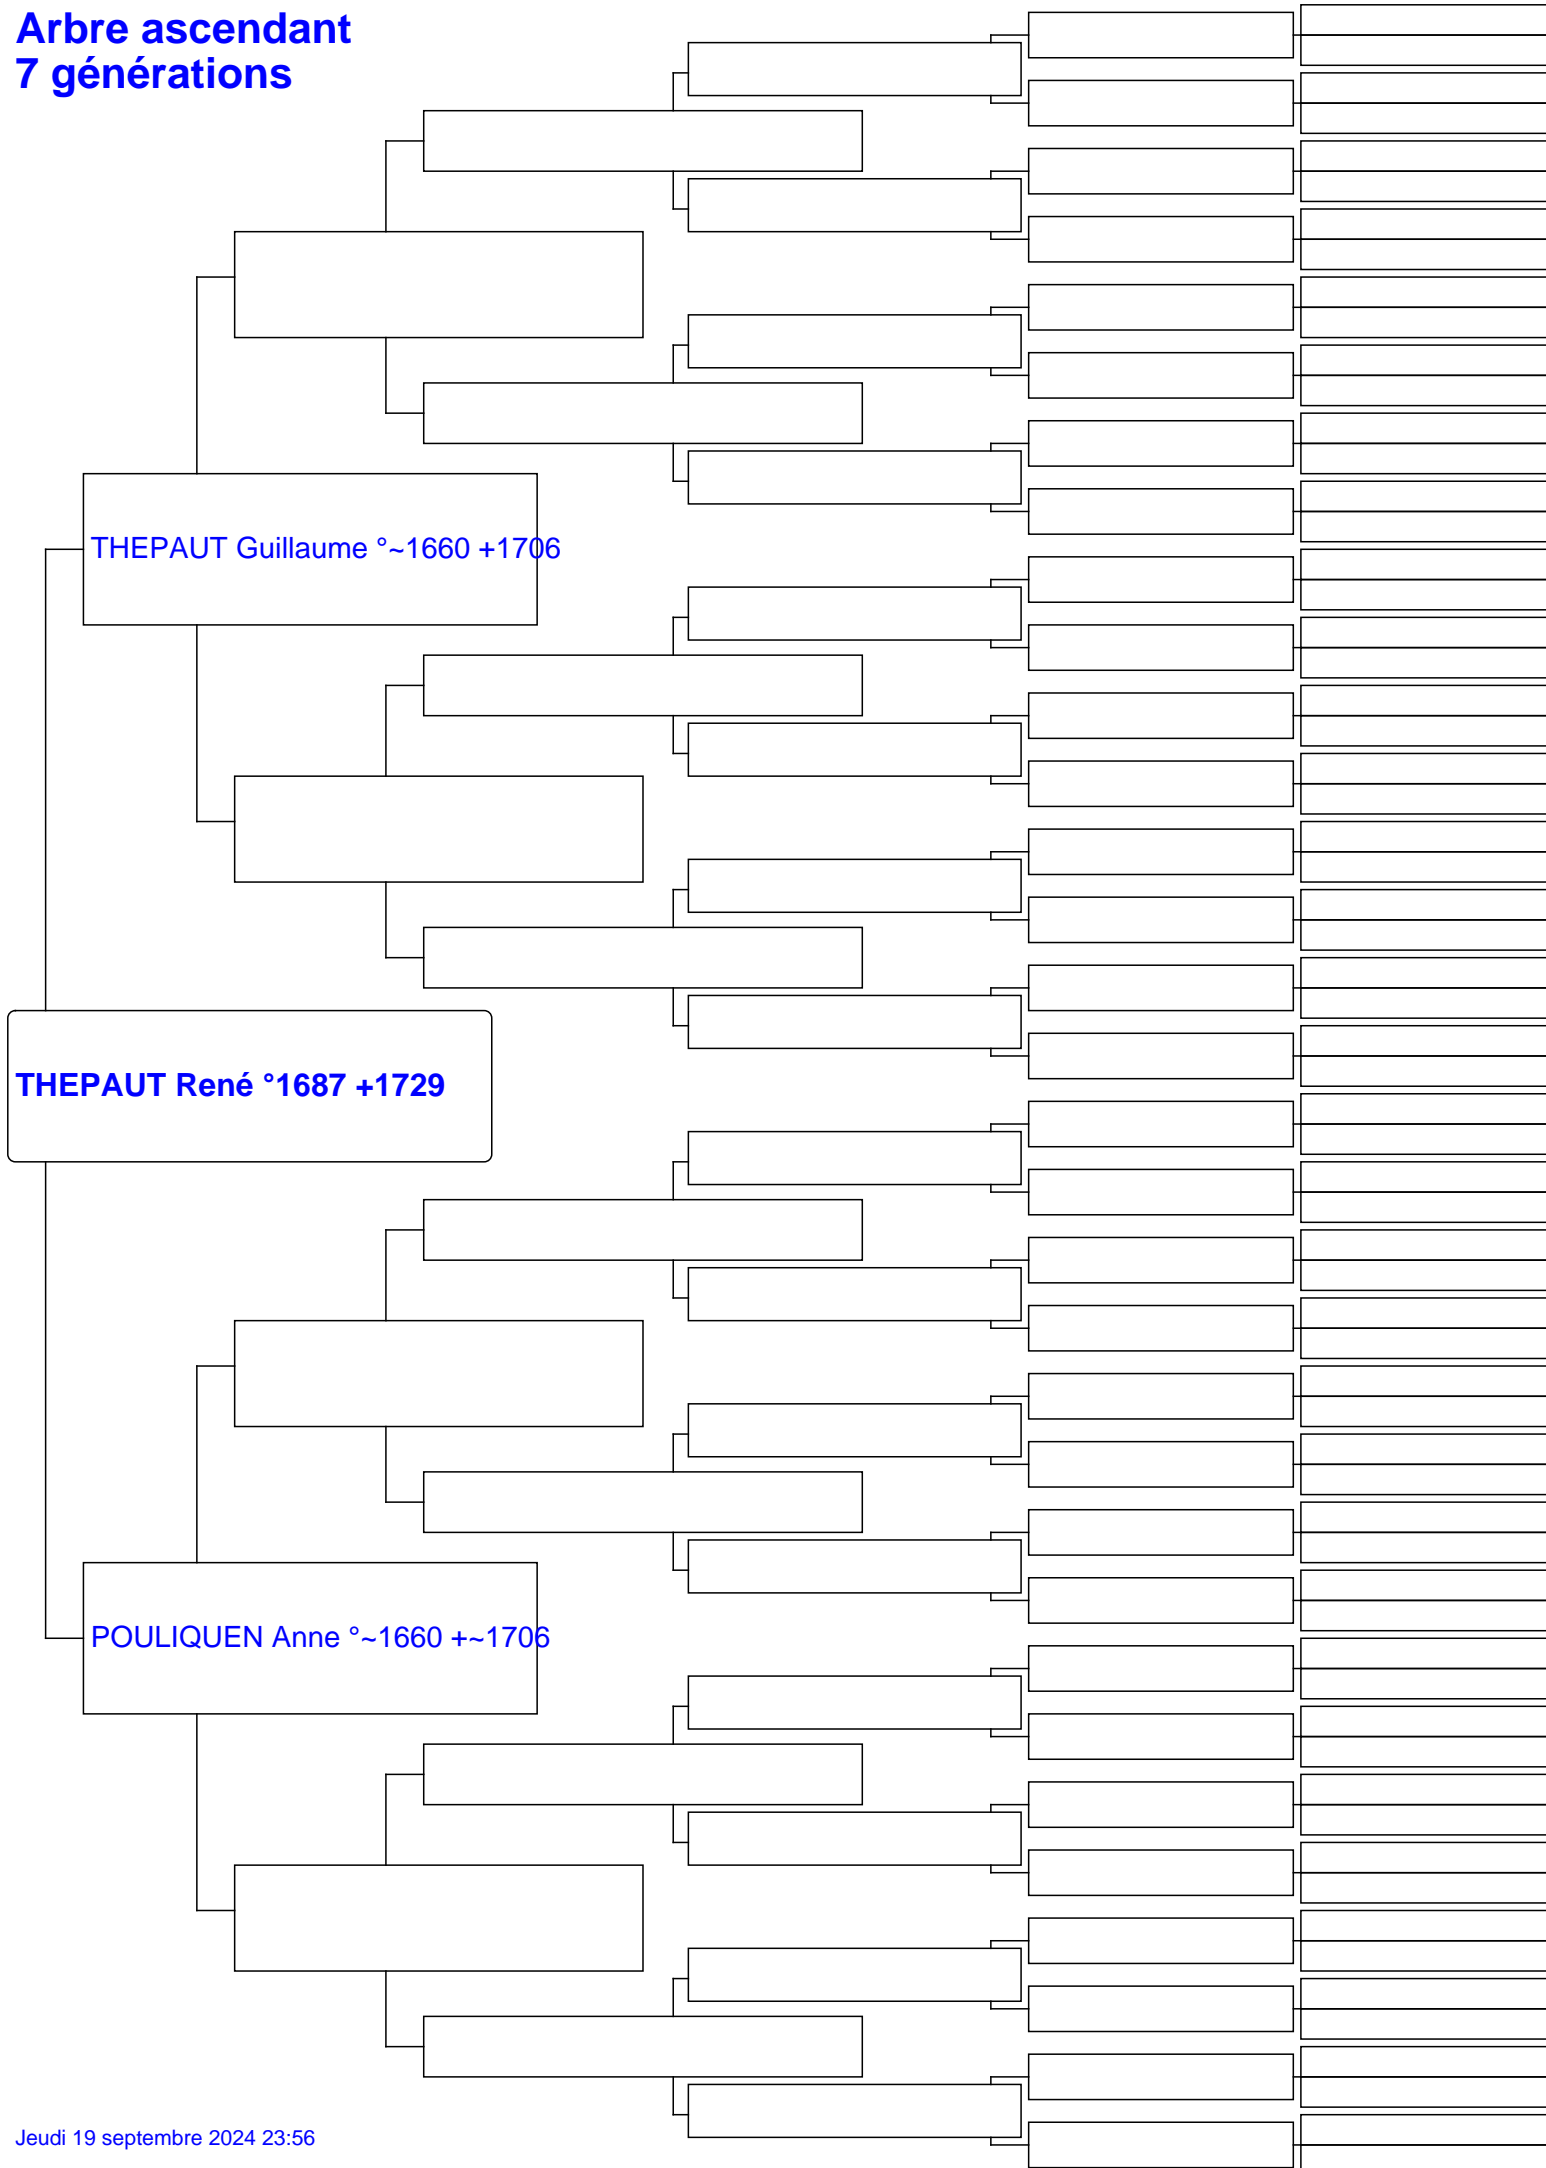 Arbre ascendant
7 générations
THEPAUT Guillaume °~1660 +1706
THEPAUT René °1687 +1729
POULIQUEN Anne °~1660 +~1706
Jeudi 19 septembre 2024 23:56